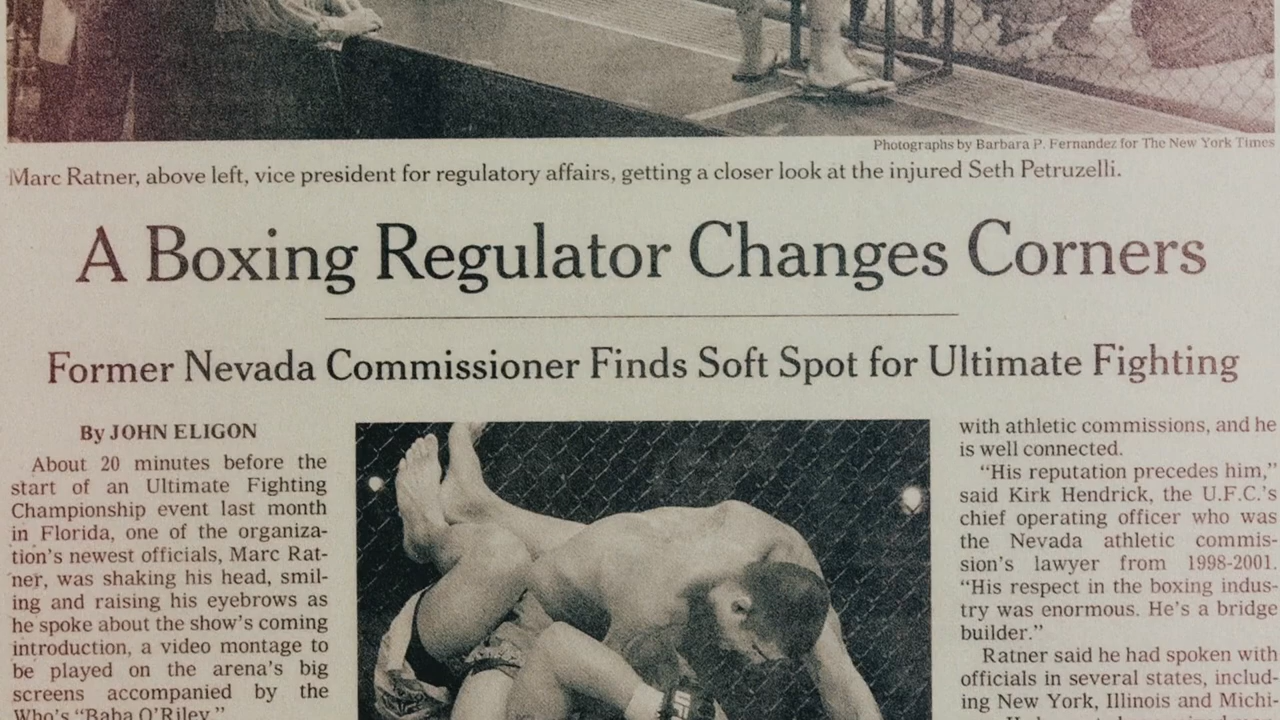 Photographs by Barbara P. Fernandez for The New York Times
Marc Ratner, above left, vice president for regulatory affairs, getting a closer look at the injured Seth Petruzelli.
A Boxing Regulator Changes Corners
Former Nevada Commissioner Finds Soft Spot for Ultimate Fighting
By JOHN ELIGON
About 20 minutes before the
start of an Ultimate Fighting
Championship event last month
in Florida, one of the organiza-
tion's newest officials, Marc Rat-
ner, was shaking his head, smil-
ing and raising his eyebrows as
he spoke about the show's coming
introduction, a video montage to
be played on the arena's big
screens accompanied by the
Who's "Baba O'Riley."
UFC
with athletic commissions, and he
is well connected.
"His reputation precedes him,"
said Kirk Hendrick, the U.F.C.'s
chief operating officer who was
the Nevada athletic commis-
sion's lawyer from 1998-2001.
"His respect in the boxing indus-
try was enormous. He's a bridge
builder."
Ratner said he had spoken with
officials in several states, includ-
ing New York, Illinois and Michi-